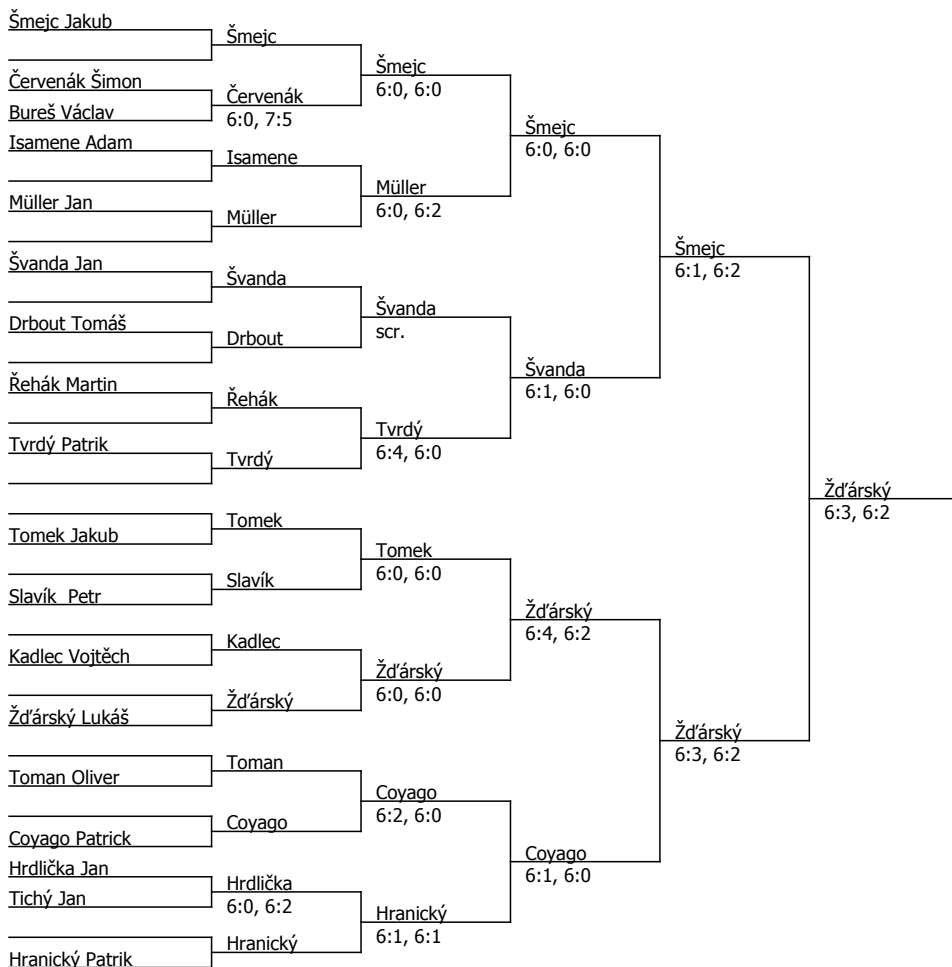 Šmejc Jakub
Šmejc
Šmejc
6:0, 6:0
Červenák Šimon
Červenák
6:0, 7:5
Bureš Václav
Šmejc
6:0, 6:0
Isamene Adam
Isamene
Müller
6:0, 6:2
Müller Jan
Müller
Šmejc
6:1, 6:2
Švanda Jan
Švanda
Švanda
scr.
Drbout Tomáš
Drbout
Švanda
6:1, 6:0
Řehák Martin
Řehák
Tvrdý
6:4, 6:0
Tvrdý Patrik
Tvrdý
Žďárský
6:3, 6:2
Tomek Jakub
Tomek
Tomek
6:0, 6:0
Slavík  Petr
Slavík
Žďárský
6:4, 6:2
Kadlec Vojtěch
Kadlec
Žďárský
6:0, 6:0
Žďárský Lukáš
Žďárský
Žďárský
6:3, 6:2
Toman Oliver
Toman
Coyago
6:2, 6:0
Coyago Patrick
Coyago
Coyago
6:1, 6:0
Hrdlička Jan
Hrdlička
6:0, 6:2
Tichý Jan
Hranický
6:1, 6:1
Hranický Patrik
Hranický